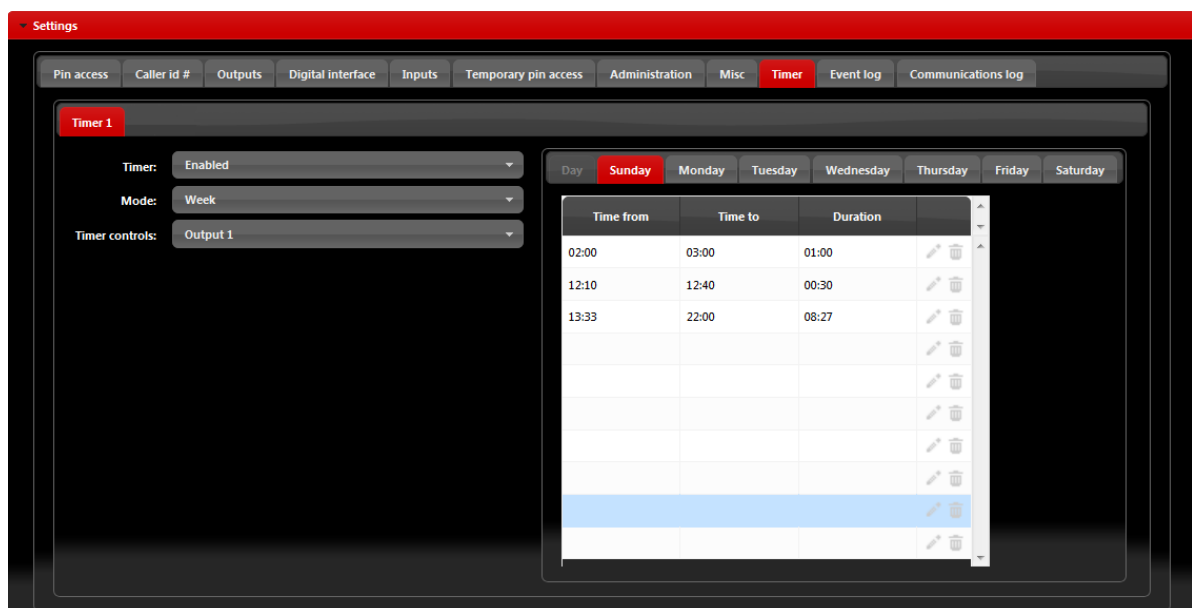 Settings
Pin access Caller id # Outputs Digital interface Inputs Temporary pin access Administration Misc Timer Event log Communications log
Timer 1
Timer: Enabled
Mode: Week
Timer controls: Output 1
Day Sunday Monday Tuesday Wednesday Thursday Friday Saturday
Time from Time to Duration
02:00 03:00 01:00
12:10 12:40 00:30
13:33 22:00 08:27